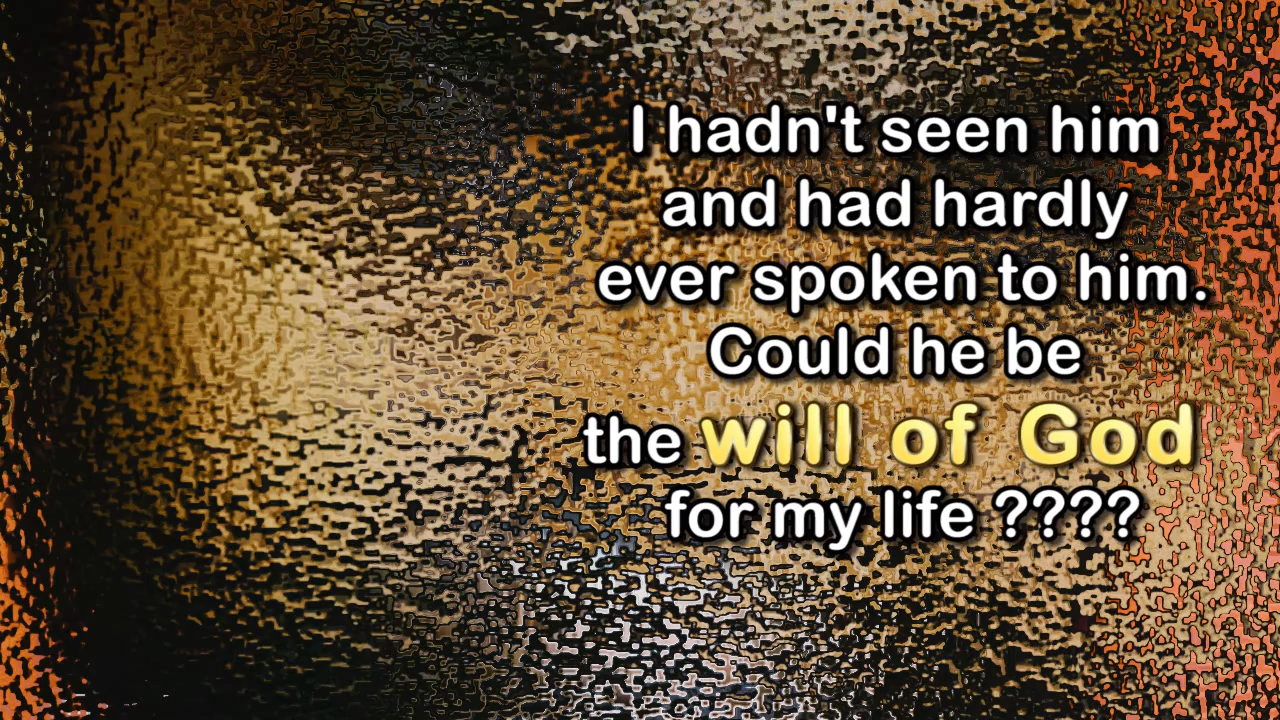 I hadn't seen him
and had hardly
ever spoken to him.
Could he be
the will of God
for my life ????